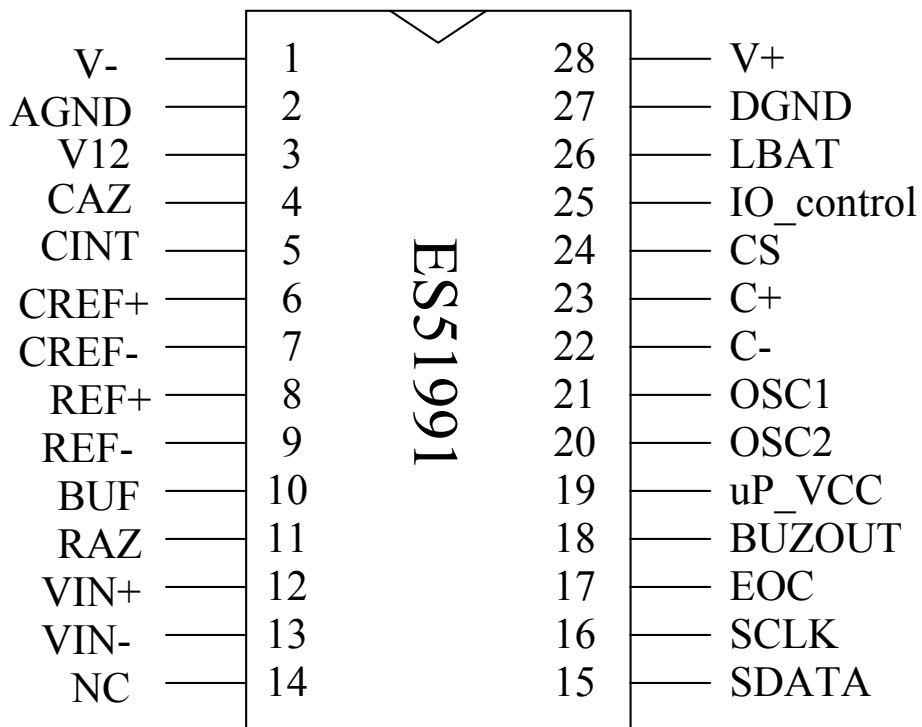 V- 1 28 V+
AGND 2 27 DGND
V12 3 26 LBAT
CAZ 4 25 IO_control
CINT 5 24 CS
CREF+ 6 23 C+
CREF- 7 22 C-
REF+ 8 21 OSC1
REF- 9 20 OSC2
BUF 10 19 uP_VCC
RAZ 11 18 BUZOUT
VIN+ 12 17 EOC
VIN- 13 16 SCLK
NC 14 15 SDATA
ES51991